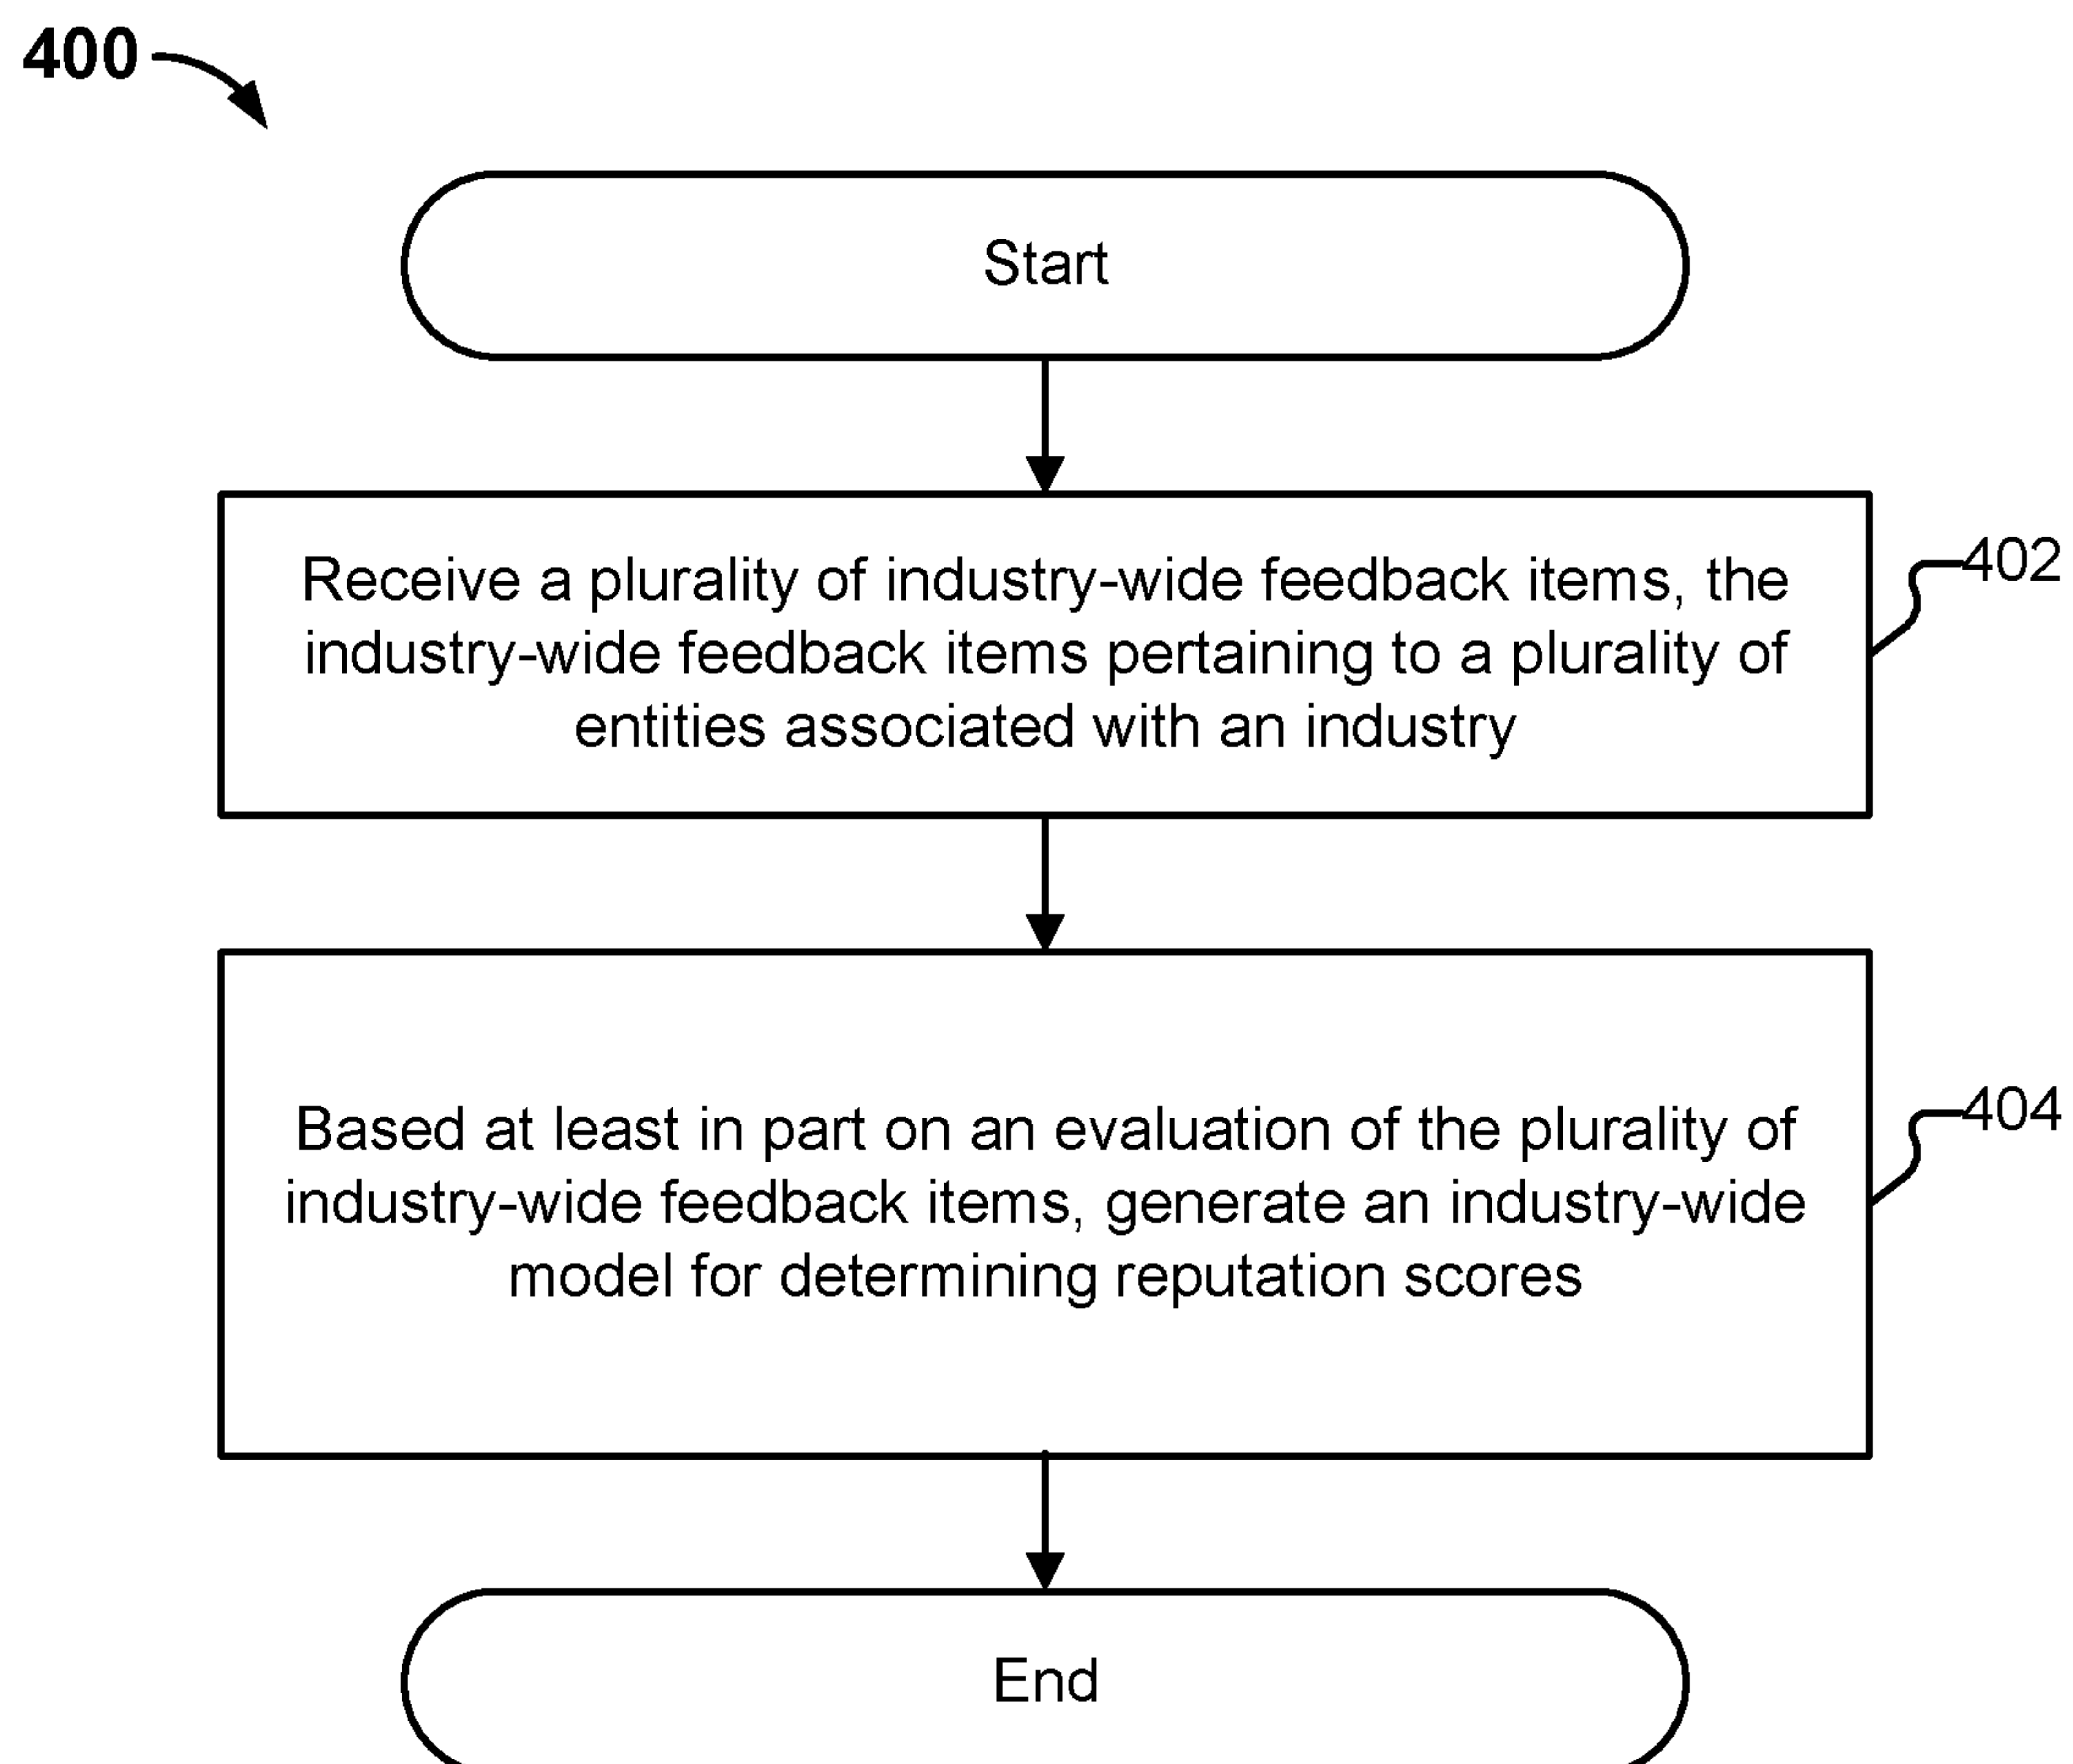 400
Start
Receive a plurality of industry-wide feedback items, the
industry-wide feedback items pertaining to a plurality of
entities associated with an industry
402
Based at least in part on an evaluation of the plurality of
industry-wide feedback items, generate an industry-wide
model for determining reputation scores
404
End